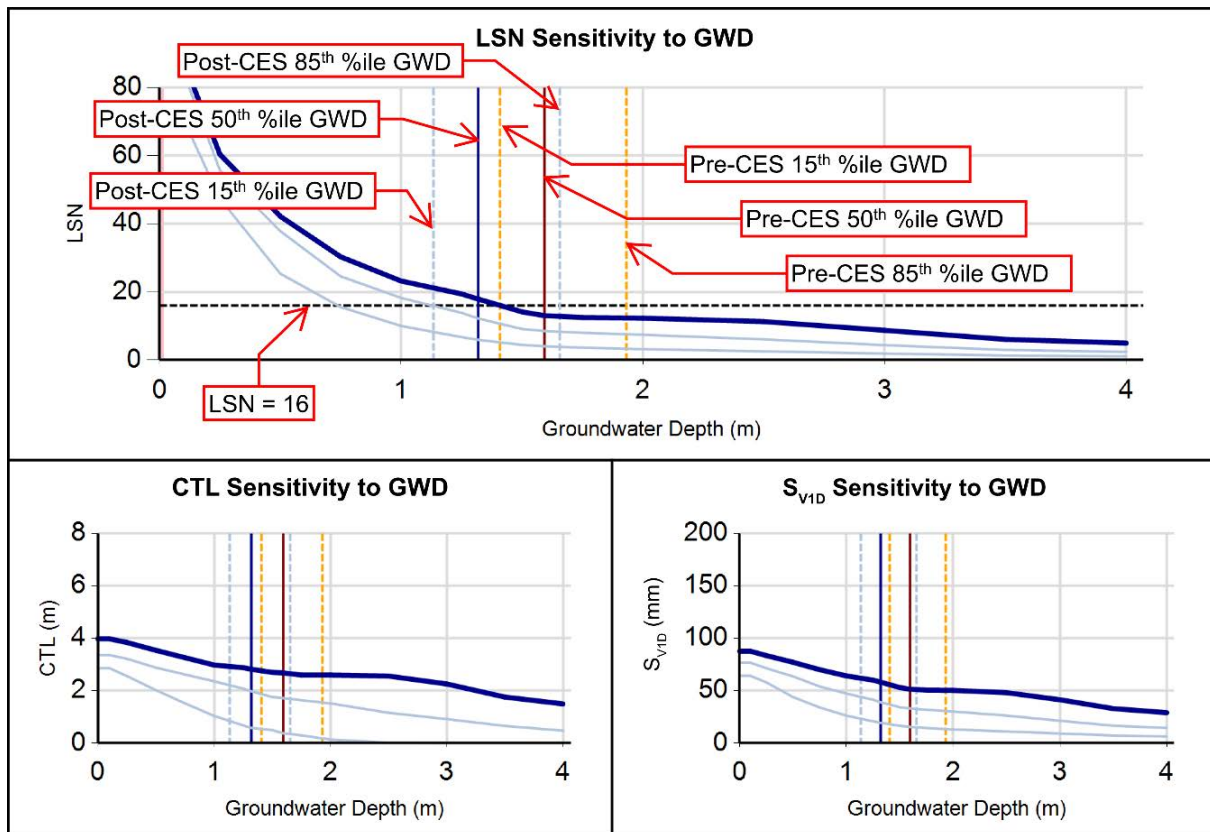 LSN Sensitivity to GWD
Post-CES 85th %ile GWD
Post-CES 50th %ile GWD
Post-CES 15th %ile GWD
Pre-CES 15th %ile GWD
Pre-CES 50th %ile GWD
Pre-CES 85th %ile GWD
LSN = 16
LSN
80
60
40
20
0
0 1 2 3 4
Groundwater Depth (m)
CTL Sensitivity to GWD
CTL (m)
8
6
4
2
0
0 1 2 3 4
Groundwater Depth (m)
SV1D Sensitivity to GWD
SV1D (mm)
200
150
100
50
0
0 1 2 3 4
Groundwater Depth (m)